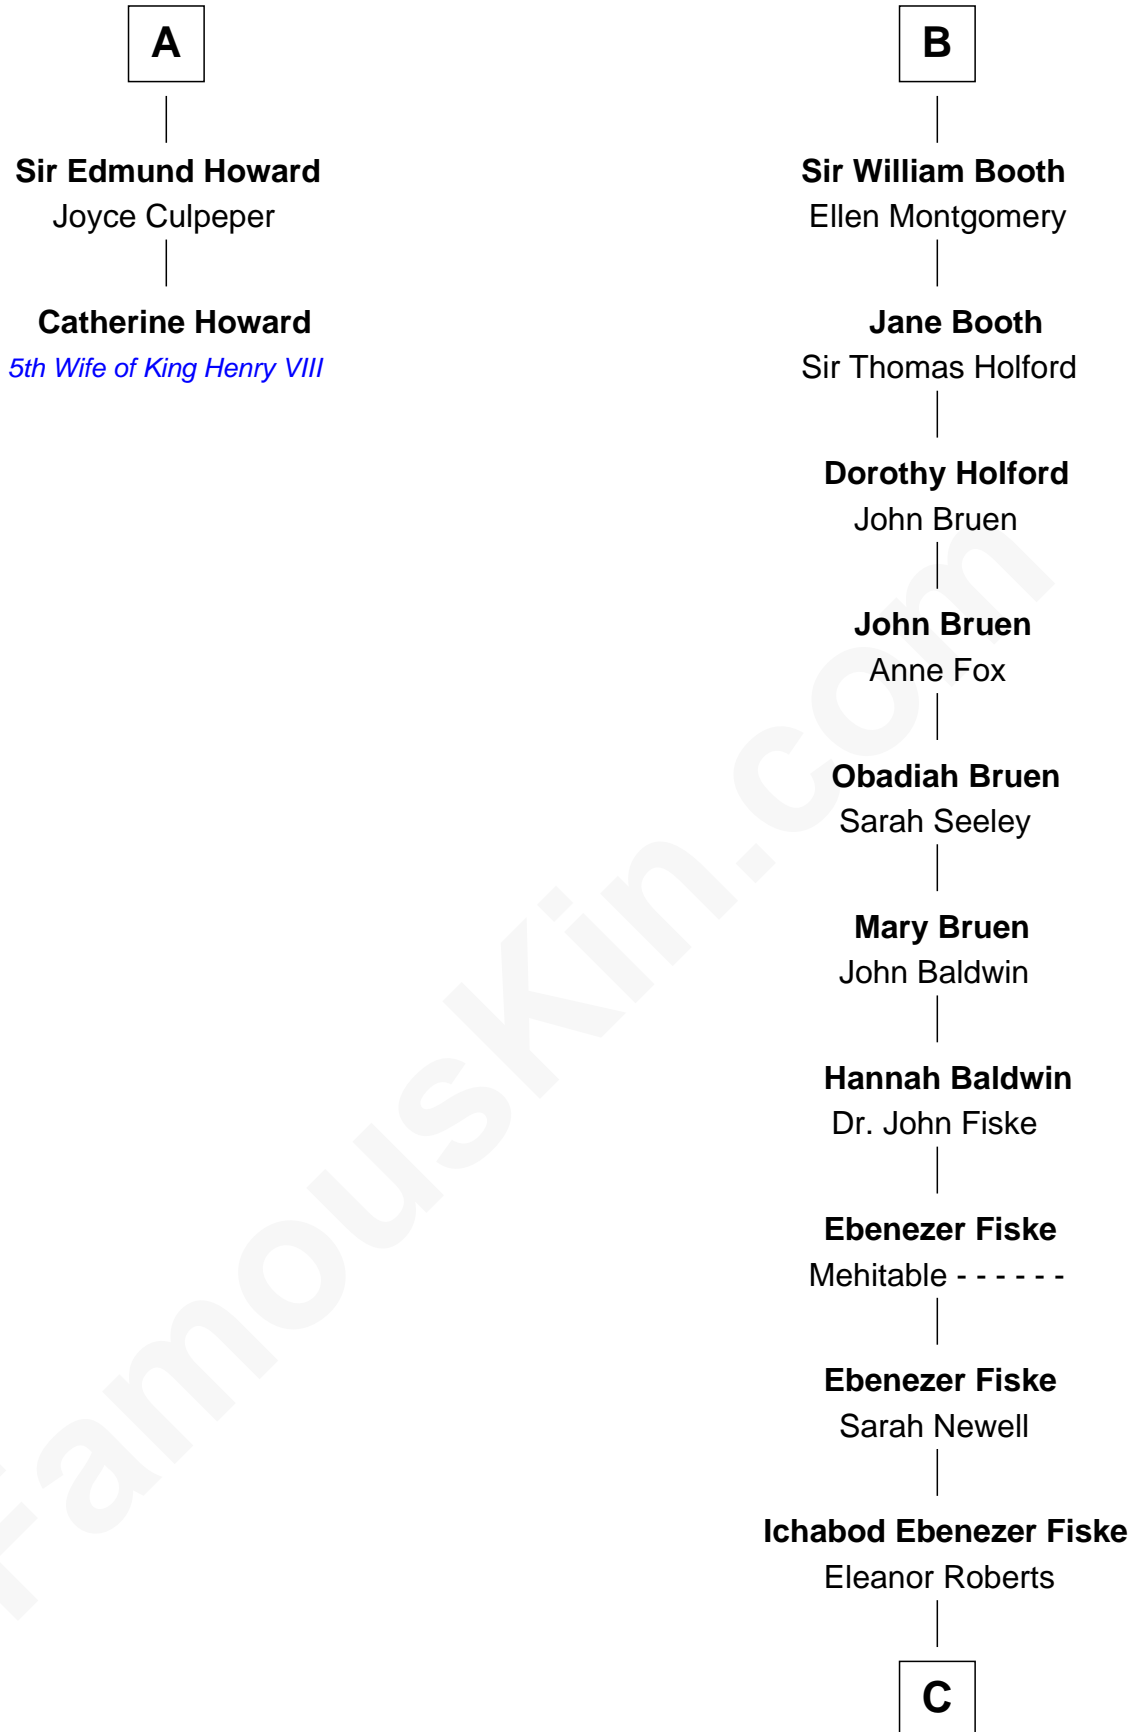 A
Sir Edmund Howard
Joyce Culpeper
Catherine Howard
5th Wife of King Henry VIII
B
Sir William Booth
Ellen Montgomery
Jane Booth
Sir Thomas Holford
Dorothy Holford
John Bruen
John Bruen
Anne Fox
Obadiah Bruen
Sarah Seeley
Mary Bruen
John Baldwin
Hannah Baldwin
Dr. John Fiske
Ebenezer Fiske
Mehitable - - - - - -
Ebenezer Fiske
Sarah Newell
Ichabod Ebenezer Fiske
Eleanor Roberts
C
FamousKin.com